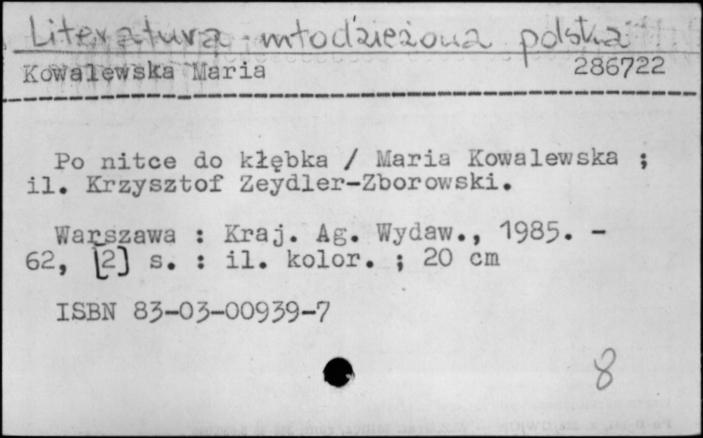 Literatura młodzieżowa polska
Kowalewska Maria 286722
Po nitce do kłębka / Maria Kowalewska ;
il. Krzysztof Zeydler-Zborowski.
Warszawa : Kraj. Ag. Wydaw., 1985. -
62, [2] s. : il. kolor. ; 20 cm
ISBN 83-03-00939-7
8